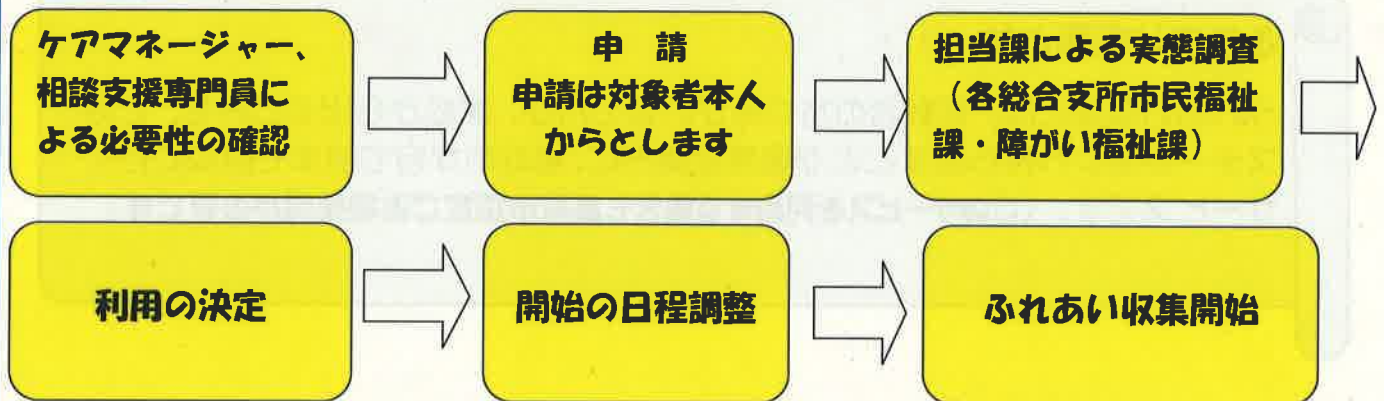 ケアマネージャー、
相談支援専門員に
よる必要性の確認
申 請
申請は対象者本人
からとします
担当課による実態調査
(各総合支所市民福祉
課・障がい福祉課)
利用の決定
開始の日程調整
ふれあい収集開始